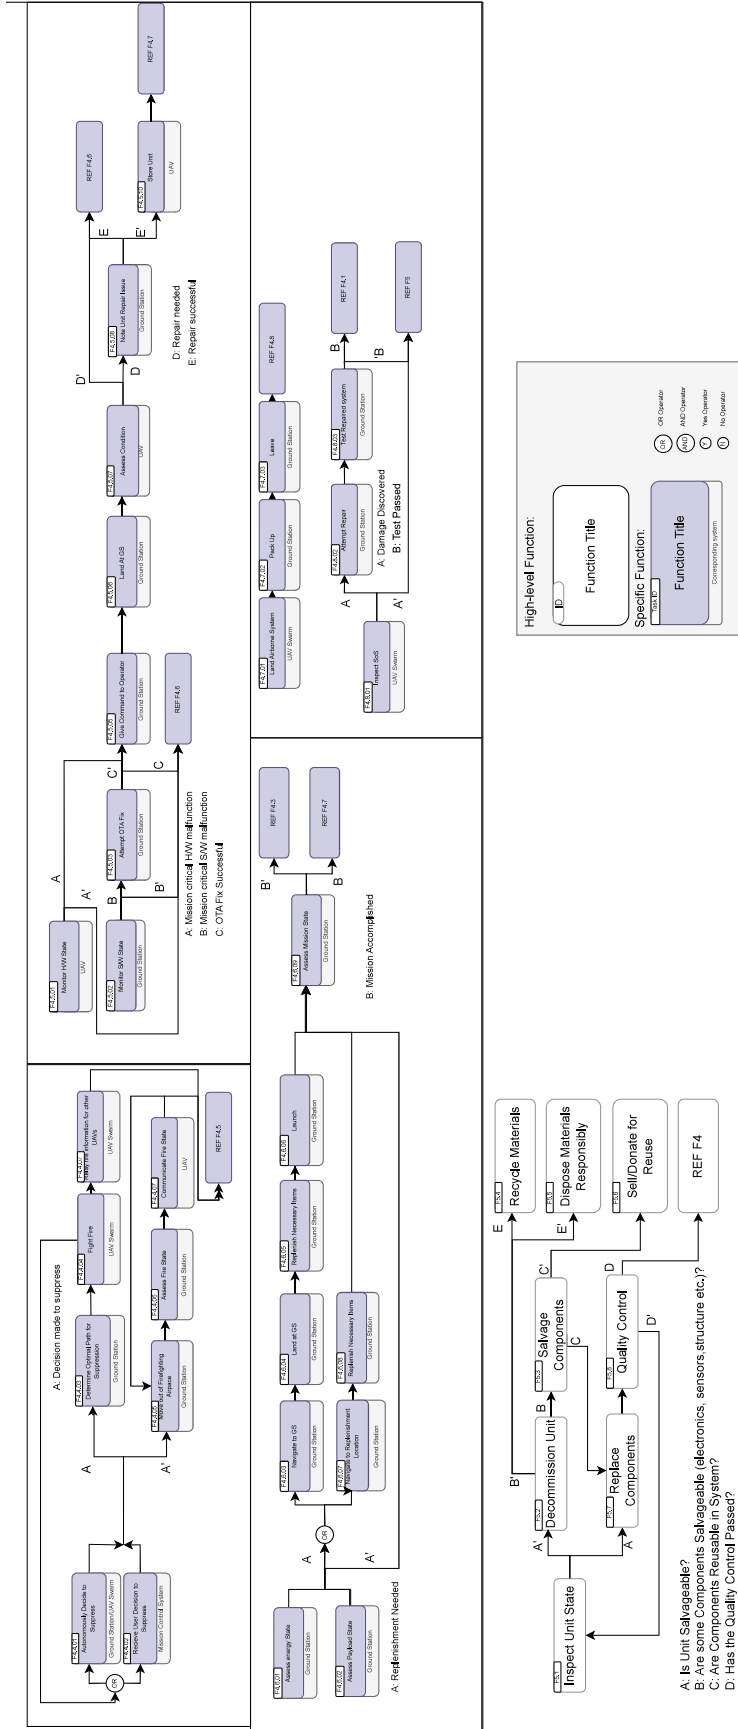 F4.4.01
Autonomously Decide to
Suppress
Ground Station/UAV Swarm
OR
F4.4.02
Recieve User Decision to
Suppress
Mission Control System
A: Decision made to suppress
A
A'
F4.4.03
Determine Optimal Path for
Suppression
Ground Station
F4.4.04
Fight Fire
UAV Swarm
F4.4.07
Relay fire information for other
UAVs
UAV Swarm
F4.4.05
Move out of Firefighting
Airpace
Ground Station
F4.4.06
Assess Fire State
Ground Station
F4.4.07
Communicate Fire State
UAV
REF F4,5
F4.5.01
Monitor H/W State
UAV
F4.5.02
Monitor S/W State
Ground Station
A
A'
B
B'
F4.5.03
Attempt OTA Fix
Ground Station
C'
C
F4.5.05
Give Command to Operator
Ground Station
REF F4,6
F4.5.06
Land At GS
Ground Station
F4.5.07
Assess Condition
UAV
D'
D
F4.5.08
Note Unit Repair Issue
Ground Station
E
E'
REF F4,6
F4.5.10
Store Unit
UAV
REF F4,7
A: Mission critical H/W malfunction
B: Mission critical S/W malfunction
C: OTA Fix Successful
D: Repair needed
E: Repair successful
F4.6.01
Assess energy State
Ground Station
F4.6.02
Assess Payload State
Ground Station
A: Replenishment Needed
A
A'
OR
F4.6.03
Navigate to GS
Ground Station
F4.6.04
Land at GS
Ground Station
F4.6.05
Replenish Necessary Items
Ground Station
F4.6.06
Launch
Ground Station
F4.6.07
Navigate to Replenishment
Location
Ground Station
F4.6.08
Replenish Necessary Items
Ground Station
F4.6.09
Assess Mission State
Ground Station
B: Mission Accomplished
B'
B
REF F4.3
REF F4.7
F4.7.01
Land Airborne System
UAV Swarm
F4.7.02
Pack Up
Ground Station
F4.7.03
Leave
Ground Station
REF F4,8
F4.8.01
Inspect SoS
UAV Swarm
A
A'
F4.8.02
Attempt Repair
Ground Station
F4.8.03
Test Repaired system
Ground Station
B
'B
REF F4,1
REF F5
A: Damage Discovered
B: Test Passed
F5.1
Inspect Unit State
A'
A
F5.2
Decommission Unit
B'
B
F5.3
Salvage
Components
C'
C
F5.7
Replace
Components
F5.8
Quality Control
D
D'
E
E'
F5.4
Recycle Materials
F5.5
Dispose Materials
Responsibly
F5.6
Sell/Donate for
Reuse
REF F4
A: Is Unit Salvageable?
B: Are some Components Salvageable (electronics, sensors,structure etc.)?
C: Are Components Reusable in System?
D: Has the Quality Control Passed?
High-level Function:
ID
Function Title
Specific Function:
Task ID
Function Title
Corresponding system
OR
OR Operator
AND
AND Operator
Y
Yes Operator
N
No Operator